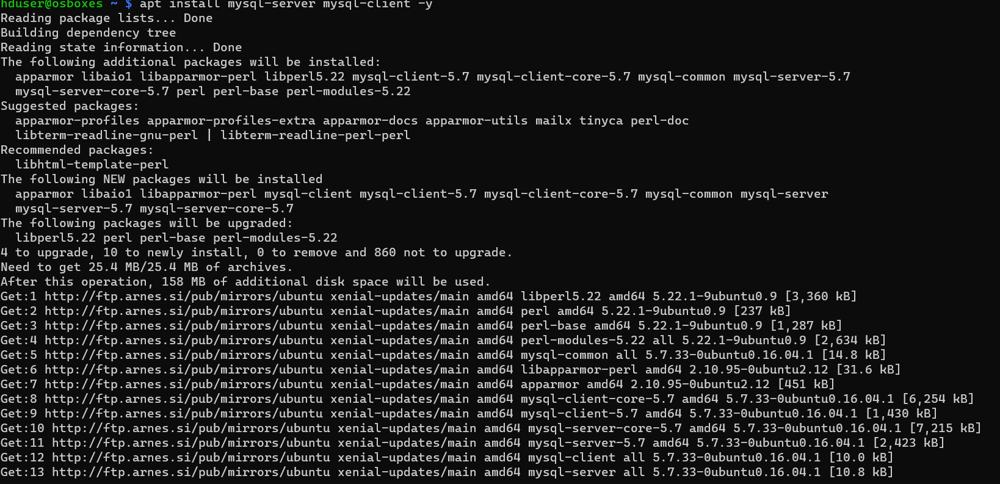 hduser@osboxes ~ $ apt install mysql-server mysql-client -y
Reading package lists... Done
Building dependency tree
Reading state information... Done
The following additional packages will be installed:
  apparmor libaio1 libapparmor-perl libperl5.22 mysql-client-5.7 mysql-client-core-5.7 mysql-common mysql-server-5.7
  mysql-server-core-5.7 perl perl-base perl-modules-5.22
Suggested packages:
  apparmor-profiles apparmor-profiles-extra apparmor-docs apparmor-utils mailx tinyca perl-doc
  libterm-readline-gnu-perl | libterm-readline-perl-perl
Recommended packages:
  libhtml-template-perl
The following NEW packages will be installed
  apparmor libaio1 libapparmor-perl mysql-client mysql-client-5.7 mysql-client-core-5.7 mysql-common mysql-server
  mysql-server-5.7 mysql-server-core-5.7
The following packages will be upgraded:
  libperl5.22 perl perl-base perl-modules-5.22
4 to upgrade, 10 to newly install, 0 to remove and 860 not to upgrade.
Need to get 25.4 MB/25.4 MB of archives.
After this operation, 158 MB of additional disk space will be used.
Get:1 http://ftp.arnes.si/pub/mirrors/ubuntu xenial-updates/main amd64 libperl5.22 amd64 5.22.1-9ubuntu0.9 [3,360 kB]
Get:2 http://ftp.arnes.si/pub/mirrors/ubuntu xenial-updates/main amd64 perl amd64 5.22.1-9ubuntu0.9 [237 kB]
Get:3 http://ftp.arnes.si/pub/mirrors/ubuntu xenial-updates/main amd64 perl-base amd64 5.22.1-9ubuntu0.9 [1,287 kB]
Get:4 http://ftp.arnes.si/pub/mirrors/ubuntu xenial-updates/main amd64 perl-modules-5.22 all 5.22.1-9ubuntu0.9 [2,634 kB]
Get:5 http://ftp.arnes.si/pub/mirrors/ubuntu xenial-updates/main amd64 mysql-common all 5.7.33-0ubuntu0.16.04.1 [14.8 kB]
Get:6 http://ftp.arnes.si/pub/mirrors/ubuntu xenial-updates/main amd64 libapparmor-perl amd64 2.10.95-0ubuntu2.12 [31.6 kB]
Get:7 http://ftp.arnes.si/pub/mirrors/ubuntu xenial-updates/main amd64 apparmor amd64 2.10.95-0ubuntu2.12 [451 kB]
Get:8 http://ftp.arnes.si/pub/mirrors/ubuntu xenial-updates/main amd64 mysql-client-core-5.7 amd64 5.7.33-0ubuntu0.16.04.1 [6,254 kB]
Get:9 http://ftp.arnes.si/pub/mirrors/ubuntu xenial-updates/main amd64 mysql-client-5.7 amd64 5.7.33-0ubuntu0.16.04.1 [1,430 kB]
Get:10 http://ftp.arnes.si/pub/mirrors/ubuntu xenial-updates/main amd64 mysql-server-core-5.7 amd64 5.7.33-0ubuntu0.16.04.1 [7,215 kB]
Get:11 http://ftp.arnes.si/pub/mirrors/ubuntu xenial-updates/main amd64 mysql-server-5.7 amd64 5.7.33-0ubuntu0.16.04.1 [2,423 kB]
Get:12 http://ftp.arnes.si/pub/mirrors/ubuntu xenial-updates/main amd64 mysql-client all 5.7.33-0ubuntu0.16.04.1 [10.0 kB]
Get:13 http://ftp.arnes.si/pub/mirrors/ubuntu xenial-updates/main amd64 mysql-server all 5.7.33-0ubuntu0.16.04.1 [10.8 kB]